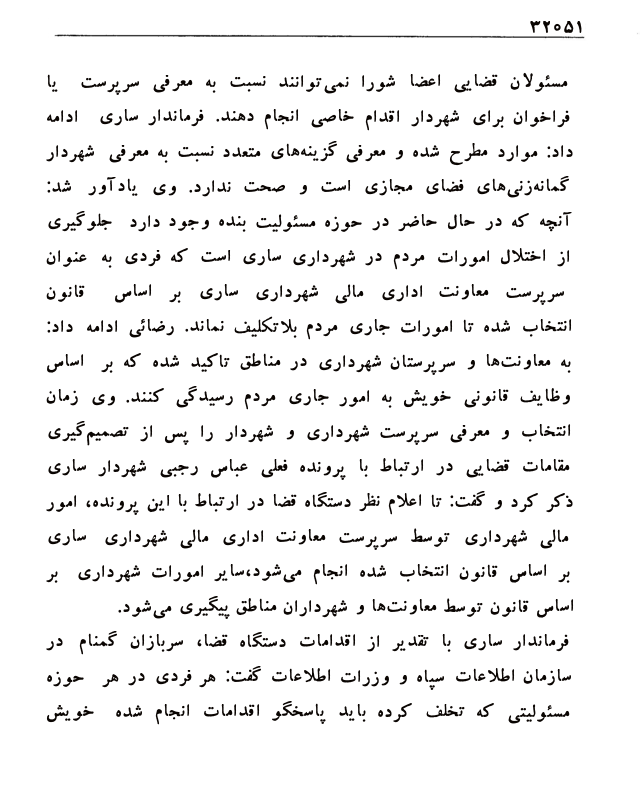 ۳۲۰۵۱
مسئولان قضایی اعضا شورا نمی‌توانند نسبت به معرفی سرپرست یا
فراخوان برای شهردار اقدام خاصی انجام دهند. فرماندار ساری ادامه
داد: موارد مطرح شده و معرفی گزینه‌های متعدد نسبت به معرفی شهردار
گمانه‌زنی‌های فضای مجازی است و صحت ندارد. وی یادآور شد:
آنچه که در حال حاضر در حوزه مسئولیت بنده وجود دارد جلوگیری
از اختلال امورات مردم در شهرداری ساری است که فردی به عنوان
سرپرست معاونت اداری مالی شهرداری ساری بر اساس قانون
انتخاب شده تا امورات جاری مردم بلاتکلیف نماند. رضائی ادامه داد:
به معاونت‌ها و سرپرستان شهرداری در مناطق تاکید شده که بر اساس
وظایف قانونی خویش به امور جاری مردم رسیدگی کنند. وی زمان
انتخاب و معرفی سرپرست شهرداری و شهردار را پس از تصمیم‌گیری
مقامات قضایی در ارتباط با پرونده فعلی عباس رجبی شهردار ساری
ذکر کرد و گفت: تا اعلام نظر دستگاه قضا در ارتباط با این پرونده، امور
مالی شهرداری توسط سرپرست معاونت اداری مالی شهرداری ساری
بر اساس قانون انتخاب شده انجام می‌شود،سایر امورات شهرداری بر
اساس قانون توسط معاونت‌ها و شهرداران مناطق پیگیری می‌شود.
فرماندار ساری با تقدیر از اقدامات دستگاه قضا، سربازان گمنام در
سازمان اطلاعات سپاه و وزرات اطلاعات گفت: هر فردی در هر حوزه
مسئولیتی که تخلف کرده باید پاسخگو اقدامات انجام شده خویش